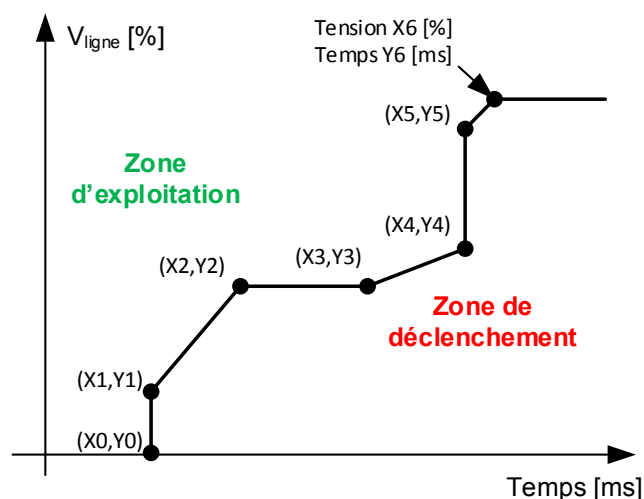 V_ligne [%]
Tension X6 [%]
Temps Y6 [ms]
(X5,Y5)
Zone
d'exploitation
(X4,Y4)
(X2,Y2)
(X3,Y3)
Zone de
déclenchement
(X1,Y1)
(X0,Y0)
Temps [ms]